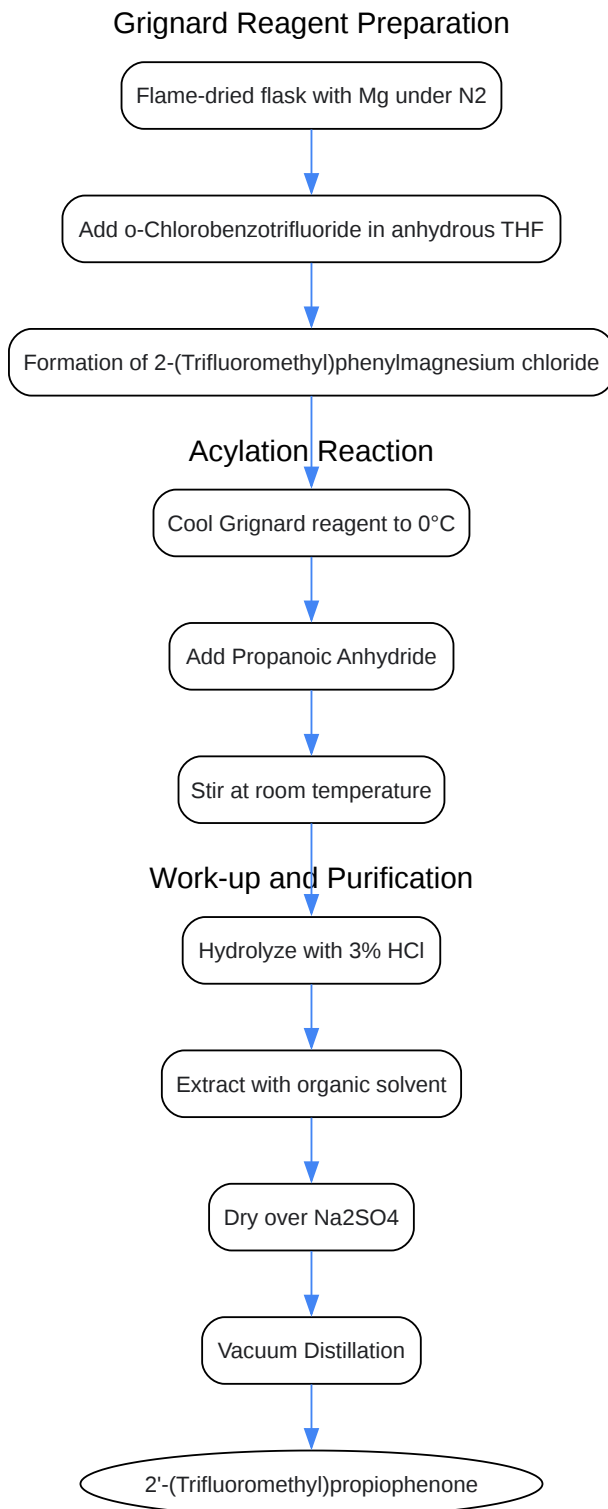 Grignard Reagent Preparation
Flame-dried flask with Mg under N2
Add o-Chlorobenzotrifluoride in anhydrous THF
Formation of 2-(Trifluoromethyl)phenylmagnesium chloride
Acylation Reaction
Cool Grignard reagent to 0°C
Add Propanoic Anhydride
Stir at room temperature
Work-up and Purification
Hydrolyze with 3% HCl
Extract with organic solvent
Dry over Na2SO4
Vacuum Distillation
2'-(Trifluoromethyl)propiophenone